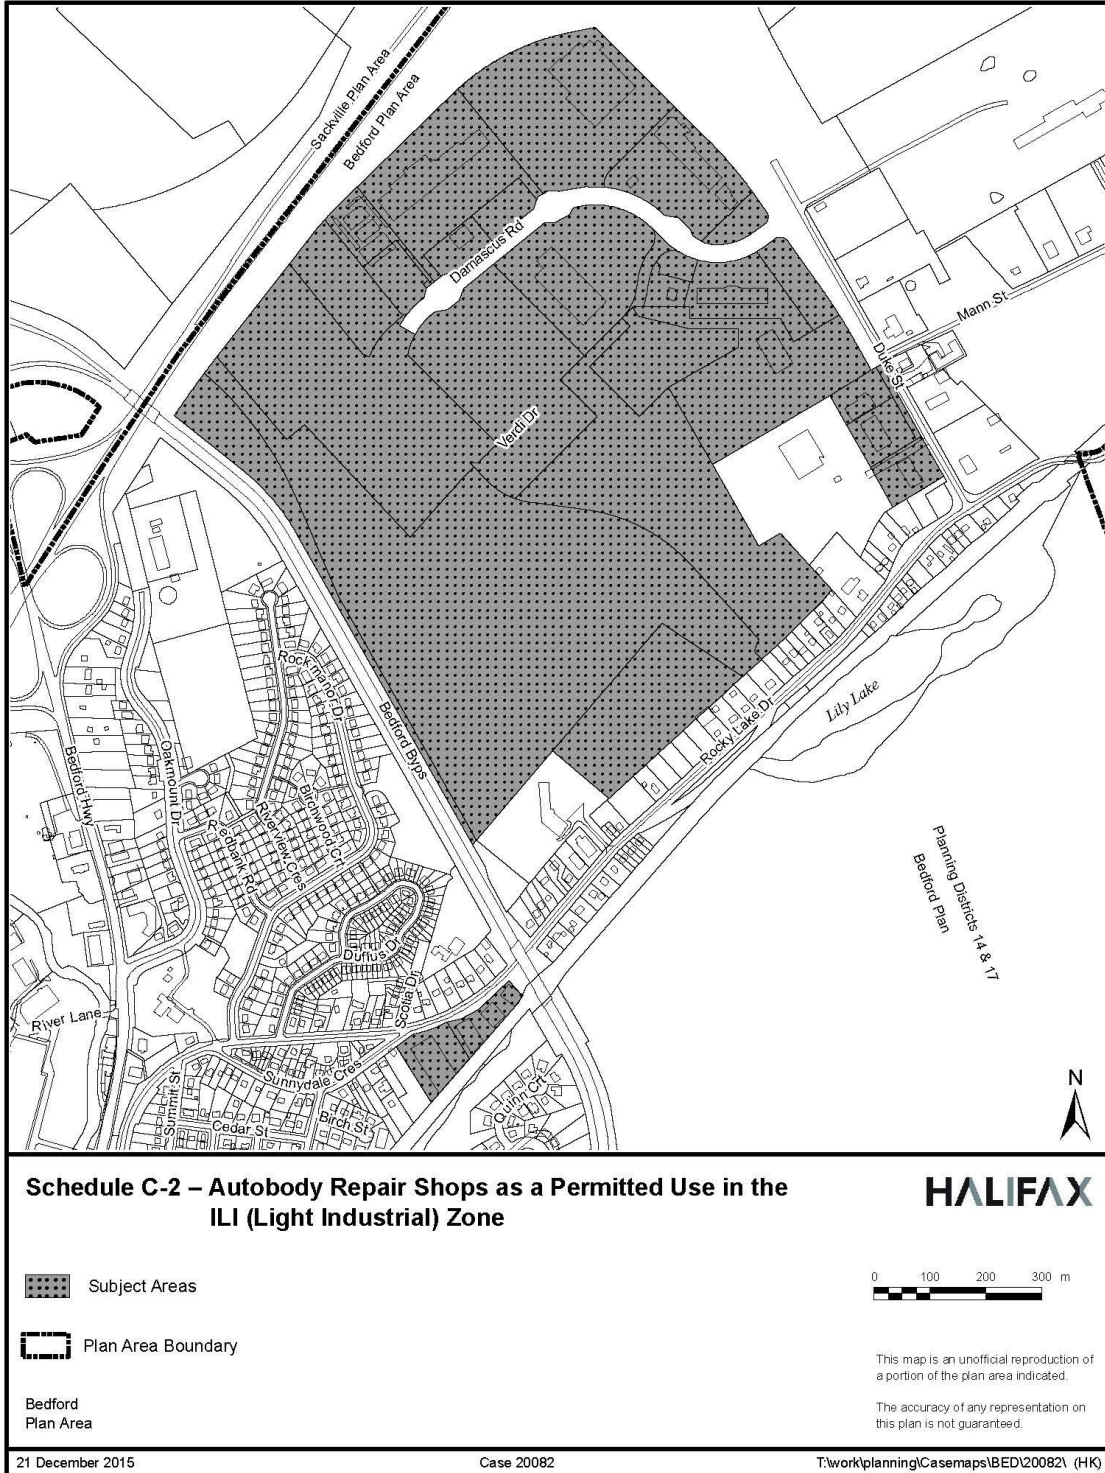 Sackville Plan Area
Bedford Plan Area
Damascus Rd
Mann St
Duke St
Verdi Dr
Rockmanor Dr
Bedford Byps
Rocky Lake Dr
Lily Lake
Bedford Hwy
Oakmount Dr
Redbank Rd
Riverview Cres
Birchwood Crt
Planning Districts 14 & 17
Bedford Plan
Duffus Dr
Scotia Dr
River Lane
Summit St
Sunnydale Cres
Cedar St
Birch St
Quinn Crt
N
Schedule C-2 – Autobody Repair Shops as a Permitted Use in the
ILI (Light Industrial) Zone
HALIFAX
Subject Areas
0 100 200 300 m
Plan Area Boundary
This map is an unofficial reproduction of
a portion of the plan area indicated.
The accuracy of any representation on
this plan is not guaranteed.
Bedford
Plan Area
21 December 2015
Case 20082
T:\work\planning\Casemaps\BED\20082\ (HK)